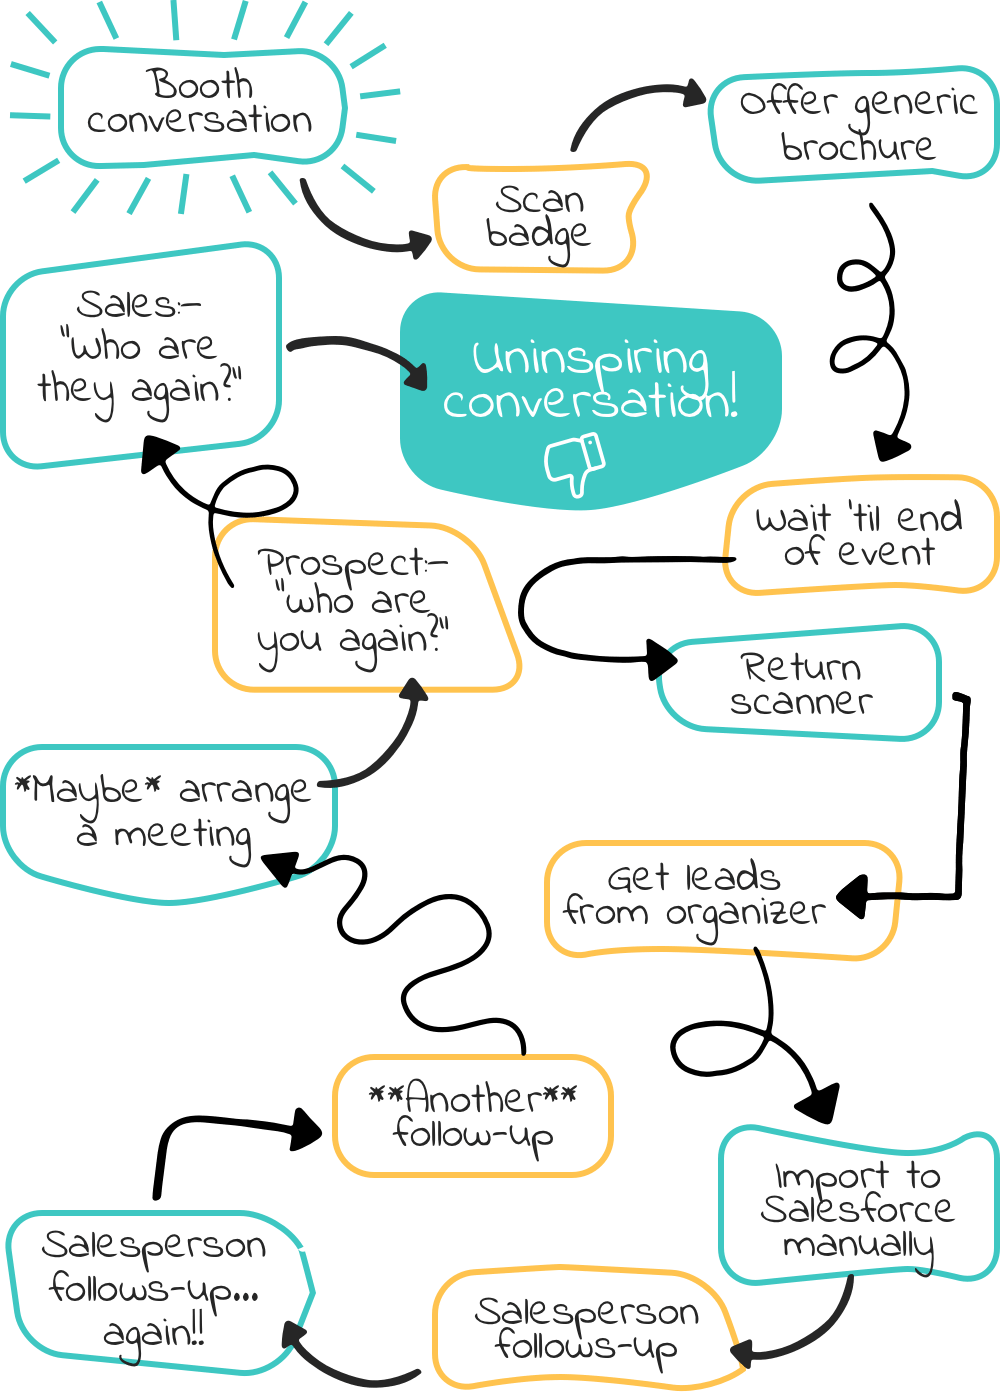 Booth
conversation
Scan
badge
Offer generic
brochure
Wait 'til end
of event
Return
scanner
Get leads
from organizer
Import to
Salesforce
manually
Salesperson
follows-up
Salesperson
follows-up...
again!!
**Another**
follow-up
*Maybe* arrange
a meeting
Prospect:-
"who are
you again?"
Sales:-
"who are
they again?"
Uninspiring
conversation!